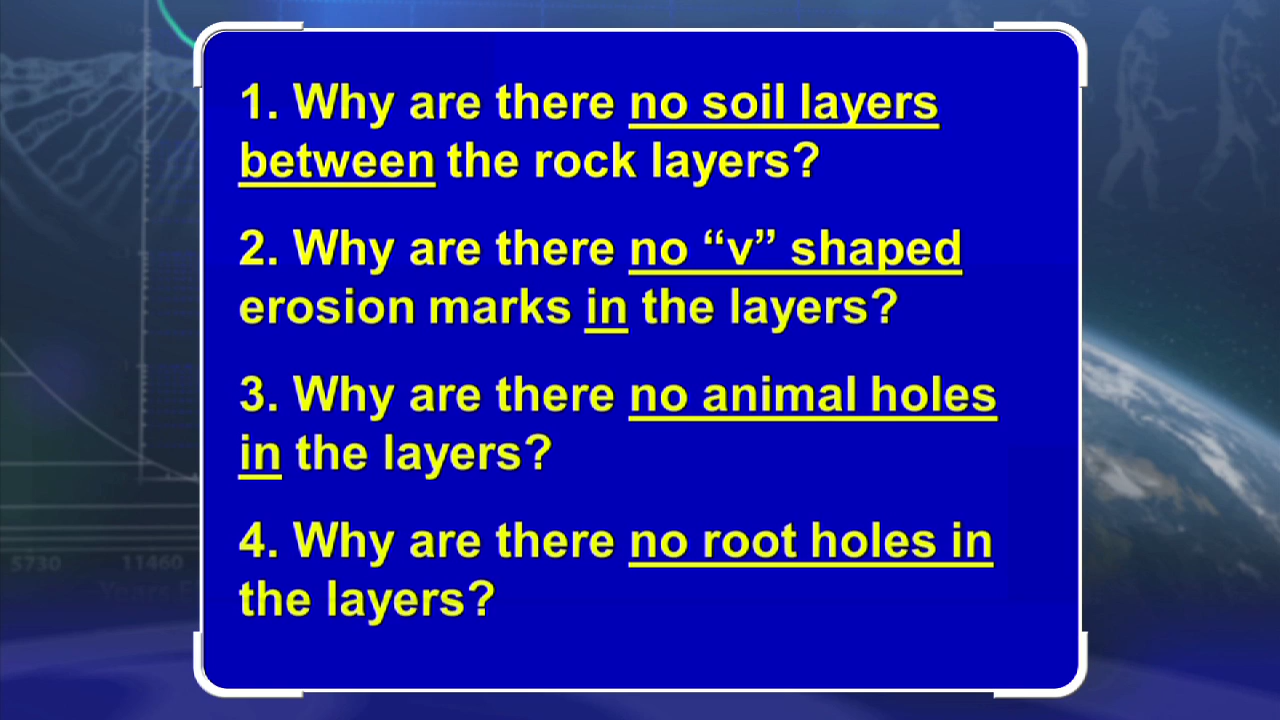 1. Why are there no soil layers
between the rock layers?
2. Why are there no “v” shaped
erosion marks in the layers?
3. Why are there no animal holes
in the layers?
4. Why are there no root holes in
the layers?
5730 11460